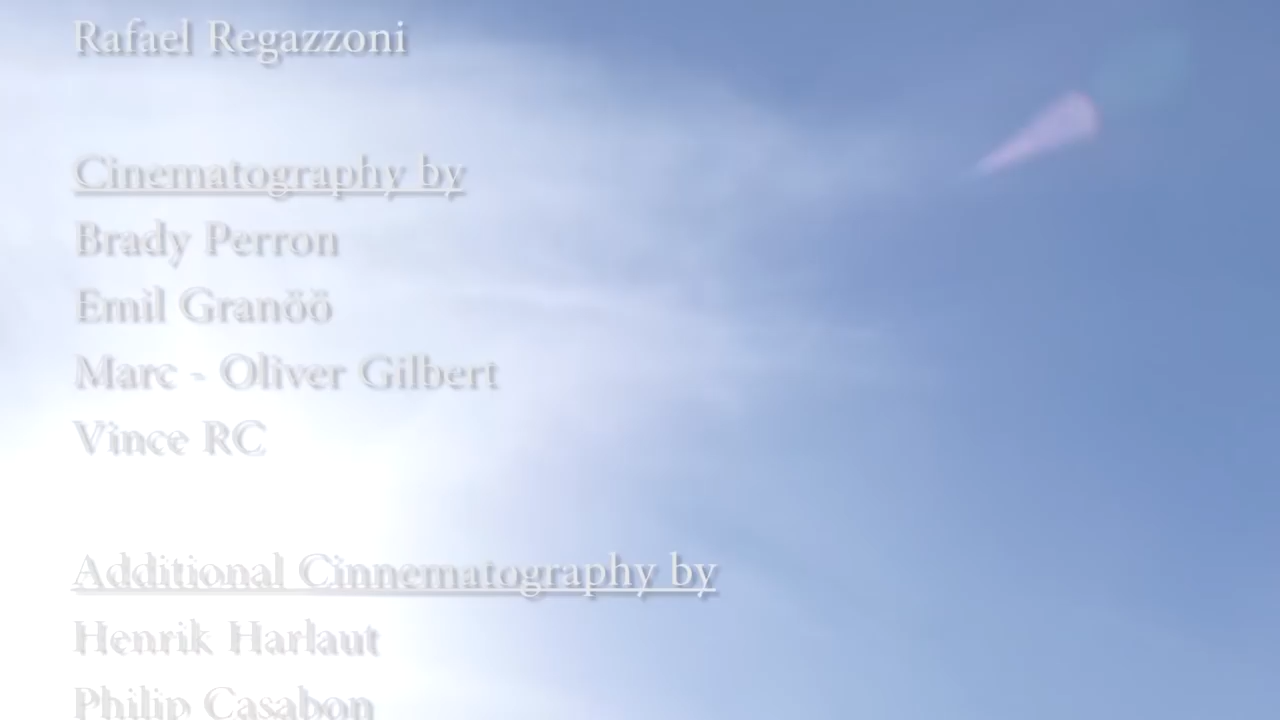 Rafael Regazzoni
Cinematography by
Brady Perron
Emil Granöö
Marc - Oliver Gilbert
Vince RC
Additional Cinnematography by
Henrik Harlaut
Philip Casabon